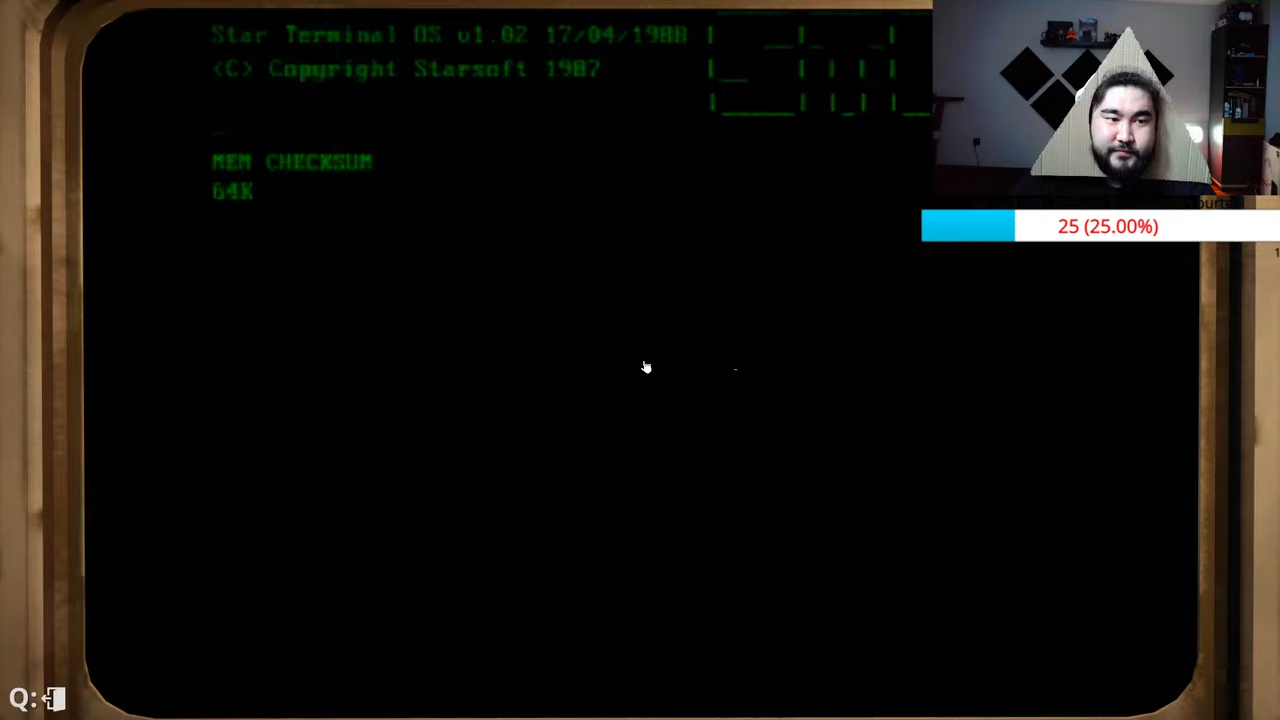 Star Terminal OS v1.02 17/04/1988
<C> Copyright Starsoft 1987
MEM CHECKSUM
64K
25 (25.00%)
Q: